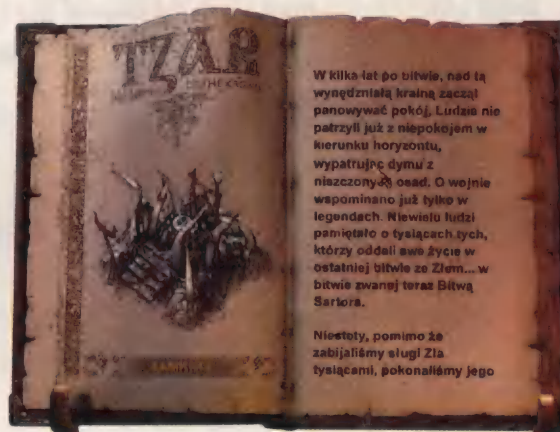 TZAR
W kilka lat po bitwie, nad tą
wynędzniałą krainą zaczął
panowywać pokój. Ludzie nie
patrzyli już z niepokojem w
kierunku horyzontu,
wypatrując dymu z
niszczonych osad. O wojnie
wspominano już tylko w
legendach. Niewielu ludzi
pamiętało o tysiącach tych,
którzy oddali swe życie w
ostatniej bitwie ze Złem... w
bitwie zwanej teraz Bitwą
Sartora.
Niestety, pomimo że
zabijaliśmy sługi Zła
tysiącami, pokonaliśmy jego